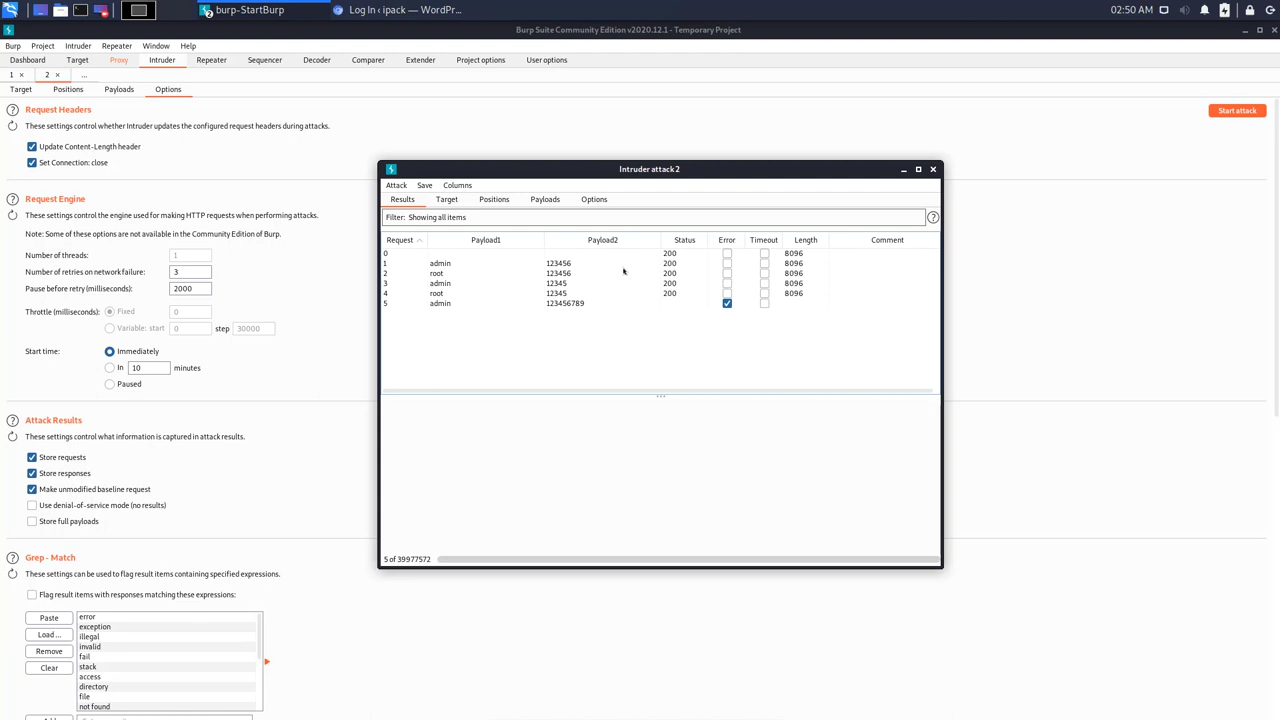 burp-StartBurp
Log In ‹ ipack — WordPr...
02:50 AM
Burp Suite Community Edition v2020.12.1 - Temporary Project
Burp Project Intruder Repeater Window Help
Dashboard Target Proxy Intruder Repeater Sequencer Decoder Comparer Extender Project options User options
1 × 2 × ...
Target Positions Payloads Options
? Request Headers
Start attack
These settings control whether Intruder updates the configured request headers during attacks.
Update Content-Length header
Set Connection: close
? Request Engine
These settings control the engine used for making HTTP requests when performing attacks.
Note: Some of these options are not available in the Community Edition of Burp.
Number of threads: 1
Number of retries on network failure: 3
Pause before retry (milliseconds): 2000
Throttle (milliseconds): Fixed 0
Variable: start 0 step 30000
Start time: Immediately
In 10 minutes
Paused
? Attack Results
These settings control what information is captured in attack results.
Store requests
Store responses
Make unmodified baseline request
Use denial-of-service mode (no results)
Store full payloads
? Grep - Match
These settings can be used to flag result items containing specified expressions.
Flag result items with responses matching these expressions:
Paste
Load ...
Remove
Clear
error
exception
illegal
invalid
fail
stack
access
directory
file
not found
Intruder attack 2
Attack Save Columns
Results Target Positions Payloads Options
Filter: Showing all items ?
Request Payload1 Payload2 Status Error Timeout Length Comment
0 200 8096
1 admin 123456 200 8096
2 root 123456 200 8096
3 admin 12345 200 8096
4 root 12345 200 8096
5 admin 123456789
5 of 39977572